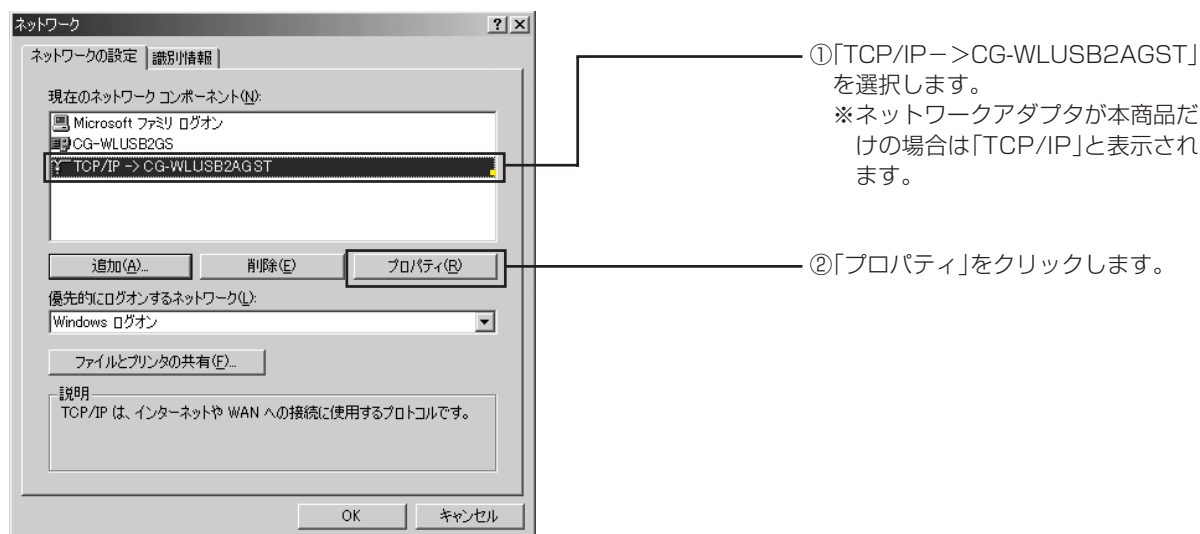 ネットワーク
ネットワークの設定 識別情報
現在のネットワーク コンポーネント(N):
Microsoft ファミリ ログオン
CG-WLUSB2GS
TCP/IP -> CG-WLUSB2AGST
追加(A)... 削除(E) プロパティ(R)
優先的にログオンするネットワーク(L):
Windows ログオン
ファイルとプリンタの共有(F)...
説明
TCP/IP は、インターネットや WAN への接続に使用するプロトコルです。
OK キャンセル
①「TCP/IP->CG-WLUSB2AGST」
を選択します。
※ネットワークアダプタが本商品だ
けの場合は「TCP/IP」と表示され
ます。
②「プロパティ」をクリックします。